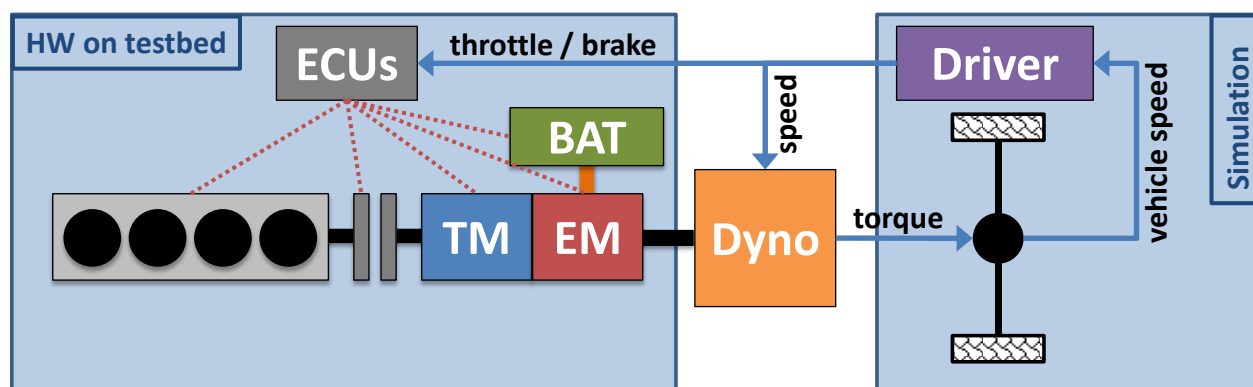 HW on testbed
ECUs
throttle / brake
Driver
Simulation
BAT
speed
vehicle speed
TM
EM
Dyno
torque